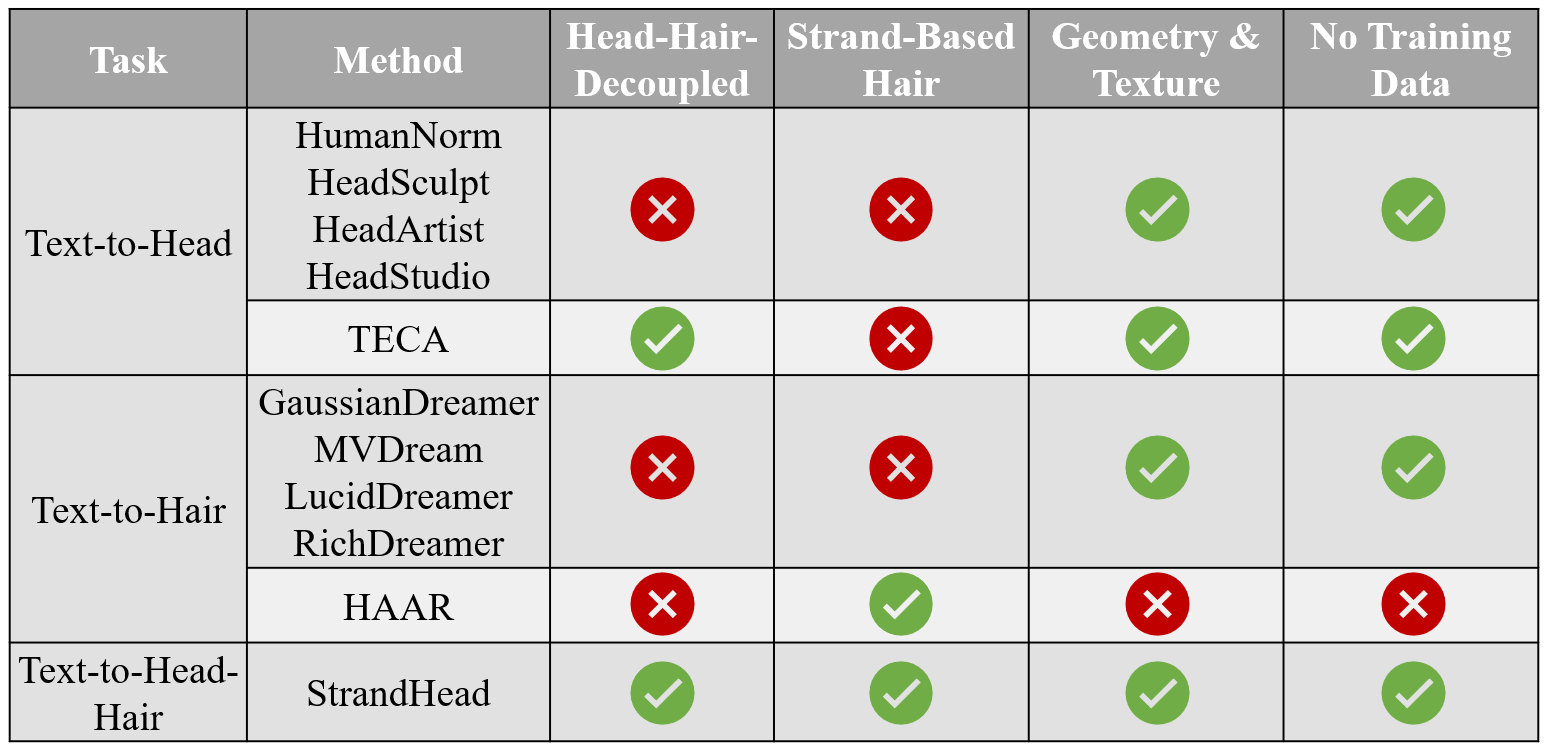 Task
Method
Head-Hair-
Decoupled
Strand-Based
Hair
Geometry &
Texture
No Training
Data
Text-to-Head
HumanNorm
HeadSculpt
HeadArtist
HeadStudio
TECA
Text-to-Hair
GaussianDreamer
MVDream
LucidDreamer
RichDreamer
HAAR
Text-to-Head-
Hair
StrandHead